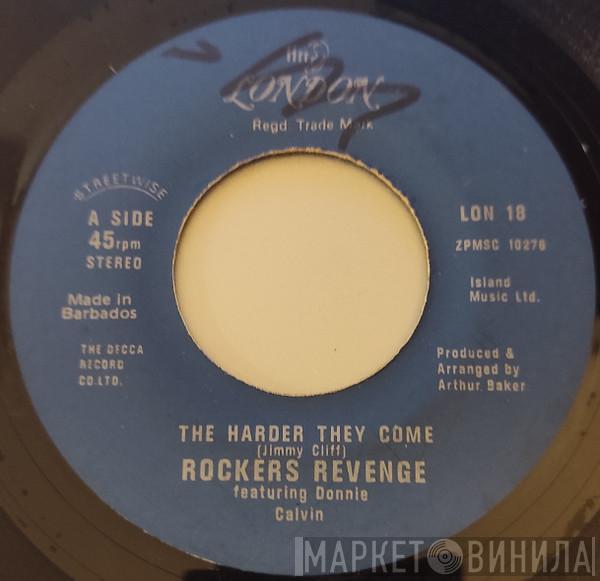 LONDON
Regd. Trade Mark
STREETWISE
A SIDE
45rpm
STEREO
Made in
Barbados
THE DECCA
RECORD
CO.LTD.
LON 18
ZPMSC 10276
Island
Music Ltd.
Produced &
Arranged by
Arthur Baker
THE HARDER THEY COME
(Jimmy Cliff)
ROCKERS REVENGE
featuring Donnie
Calvin
МАРКЕТ ВИНИЛА